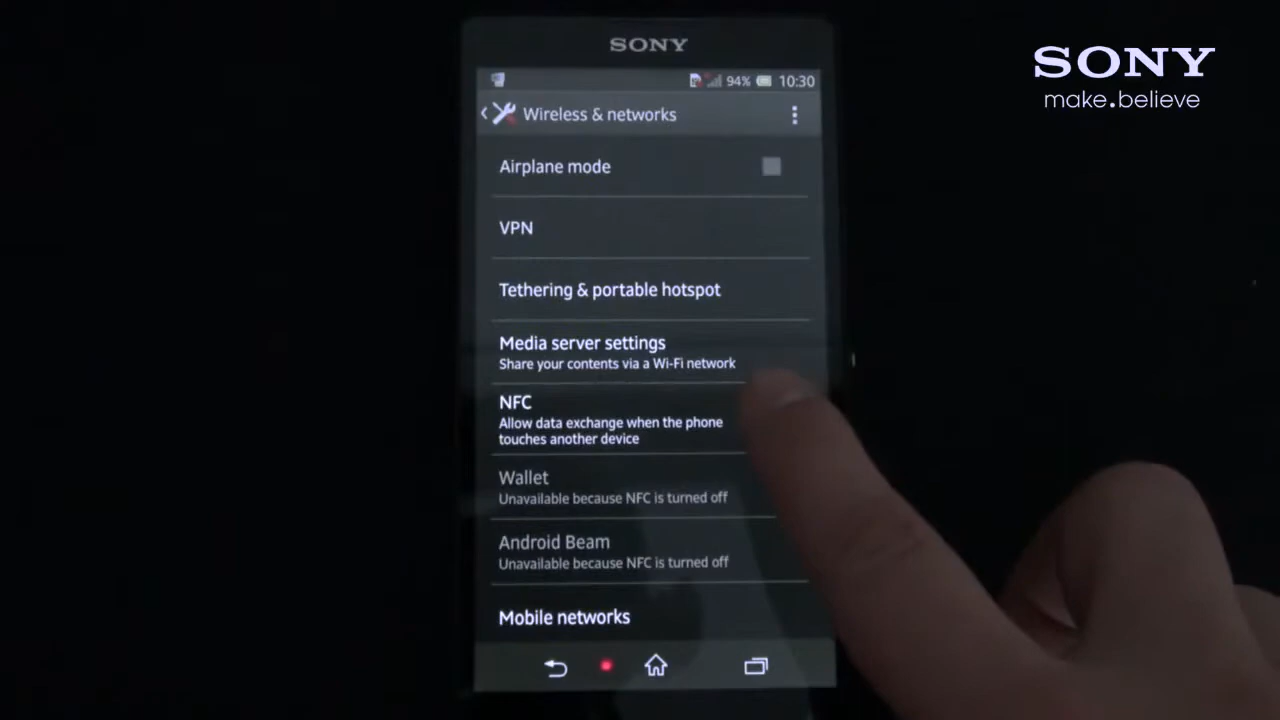 SONY
SONY
make.believe
94% 10:30
Wireless & networks
Airplane mode
VPN
Tethering & portable hotspot
Media server settings
Share your contents via a Wi-Fi network
NFC
Allow data exchange when the phone
touches another device
Wallet
Unavailable because NFC is turned off
Android Beam
Unavailable because NFC is turned off
Mobile networks